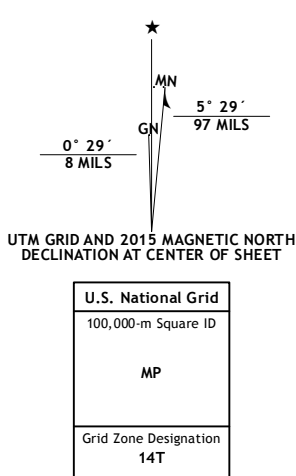 ★
MN
5° 29´
97 MILS
GN
0° 29´
8 MILS
UTM GRID AND 2015 MAGNETIC NORTH
DECLINATION AT CENTER OF SHEET
U.S. National Grid
100,000-m Square ID
MP
Grid Zone Designation
14T